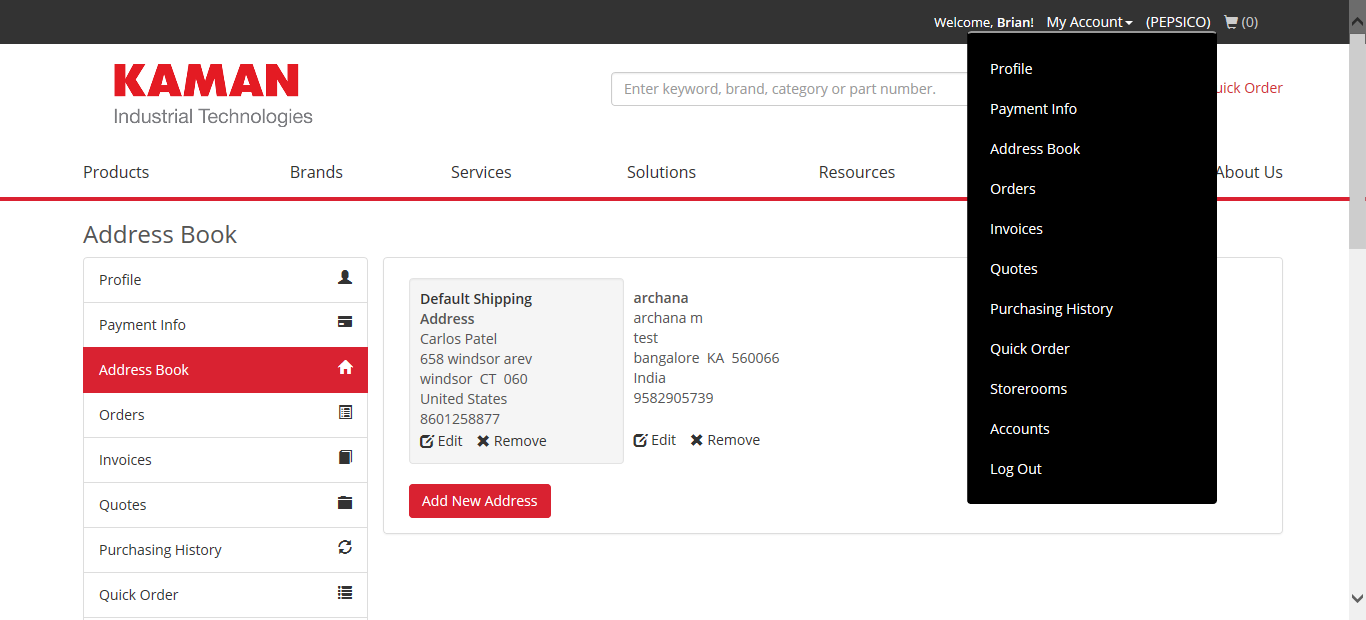 Welcome, Brian! My Account (PEPSICO) (0)
KAMAN
Industrial Technologies
Enter keyword, brand, category or part number.
uick Order
Products Brands Services Solutions Resources About Us
Profile
Payment Info
Address Book
Orders
Invoices
Quotes
Purchasing History
Quick Order
Storerooms
Accounts
Log Out
Address Book
Profile
Payment Info
Address Book
Orders
Invoices
Quotes
Purchasing History
Quick Order
Default Shipping
Address
Carlos Patel
658 windsor arev
windsor CT 060
United States
8601258877
Edit Remove
archana
archana m
test
bangalore KA 560066
India
9582905739
Edit Remove
Add New Address